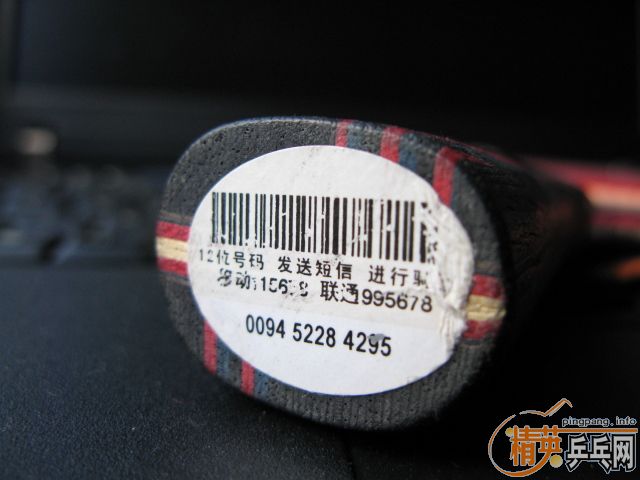 12位号码 发送短信 进行
移动:15678 联通995678
0094 5228 4295
pingpang.info
精英乒乓网